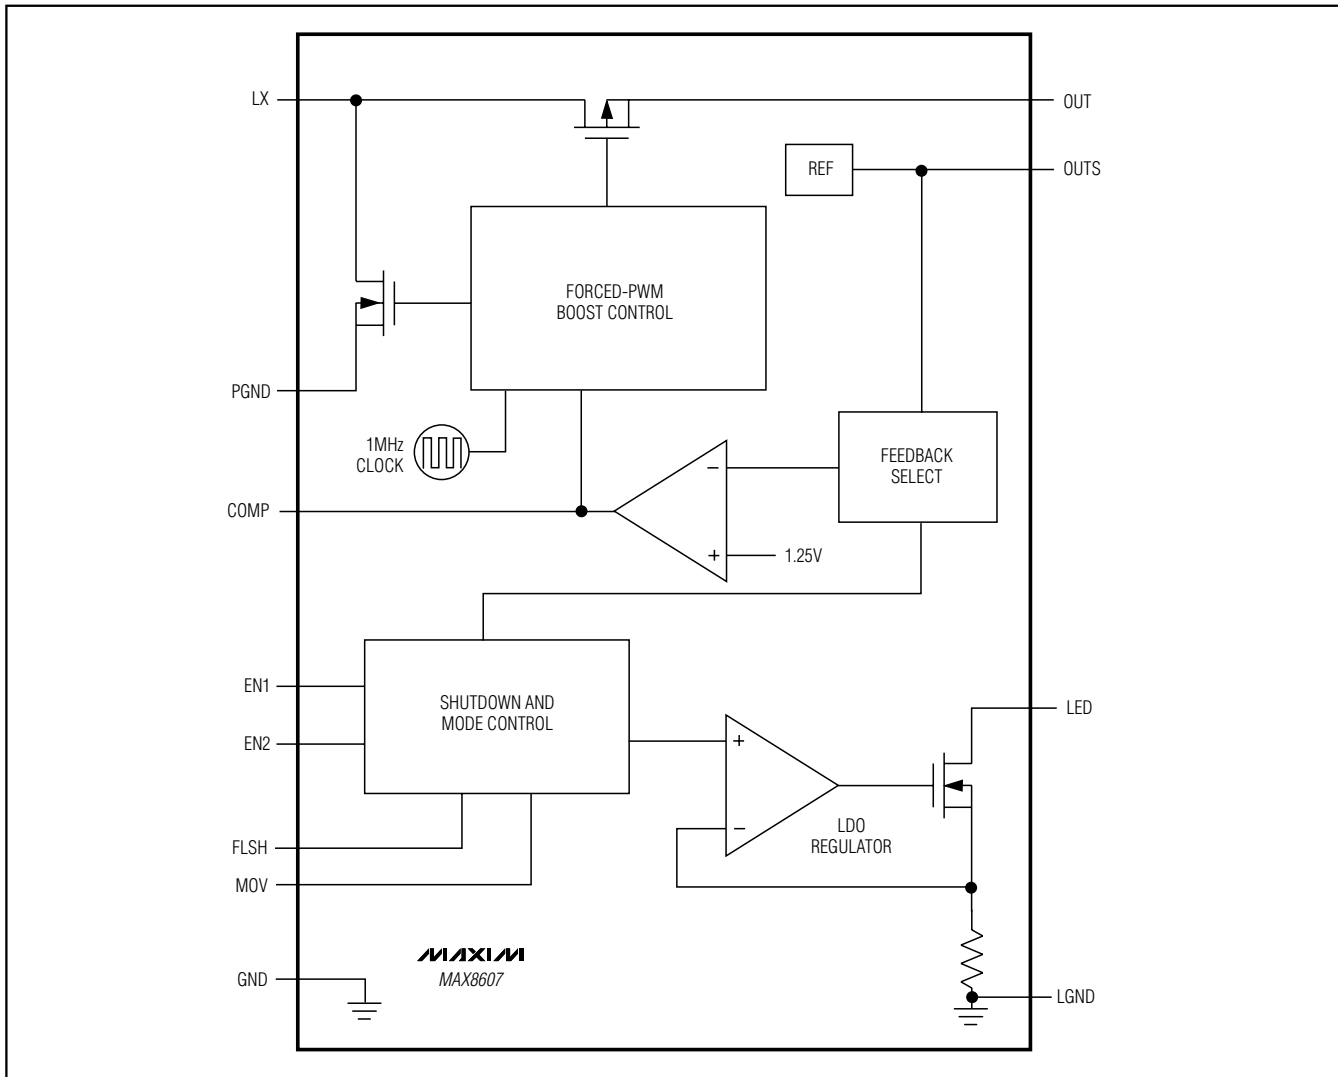 LX
OUT
REF
OUTS
FORCED-PWM
BOOST CONTROL
PGND
1MHz
CLOCK
FEEDBACK
SELECT
−
COMP
+
1.25V
EN1
SHUTDOWN AND
MODE CONTROL
LED
EN2
+
−
LDO
REGULATOR
FLSH
MOV
MAXIM
MAX8607
GND
LGND